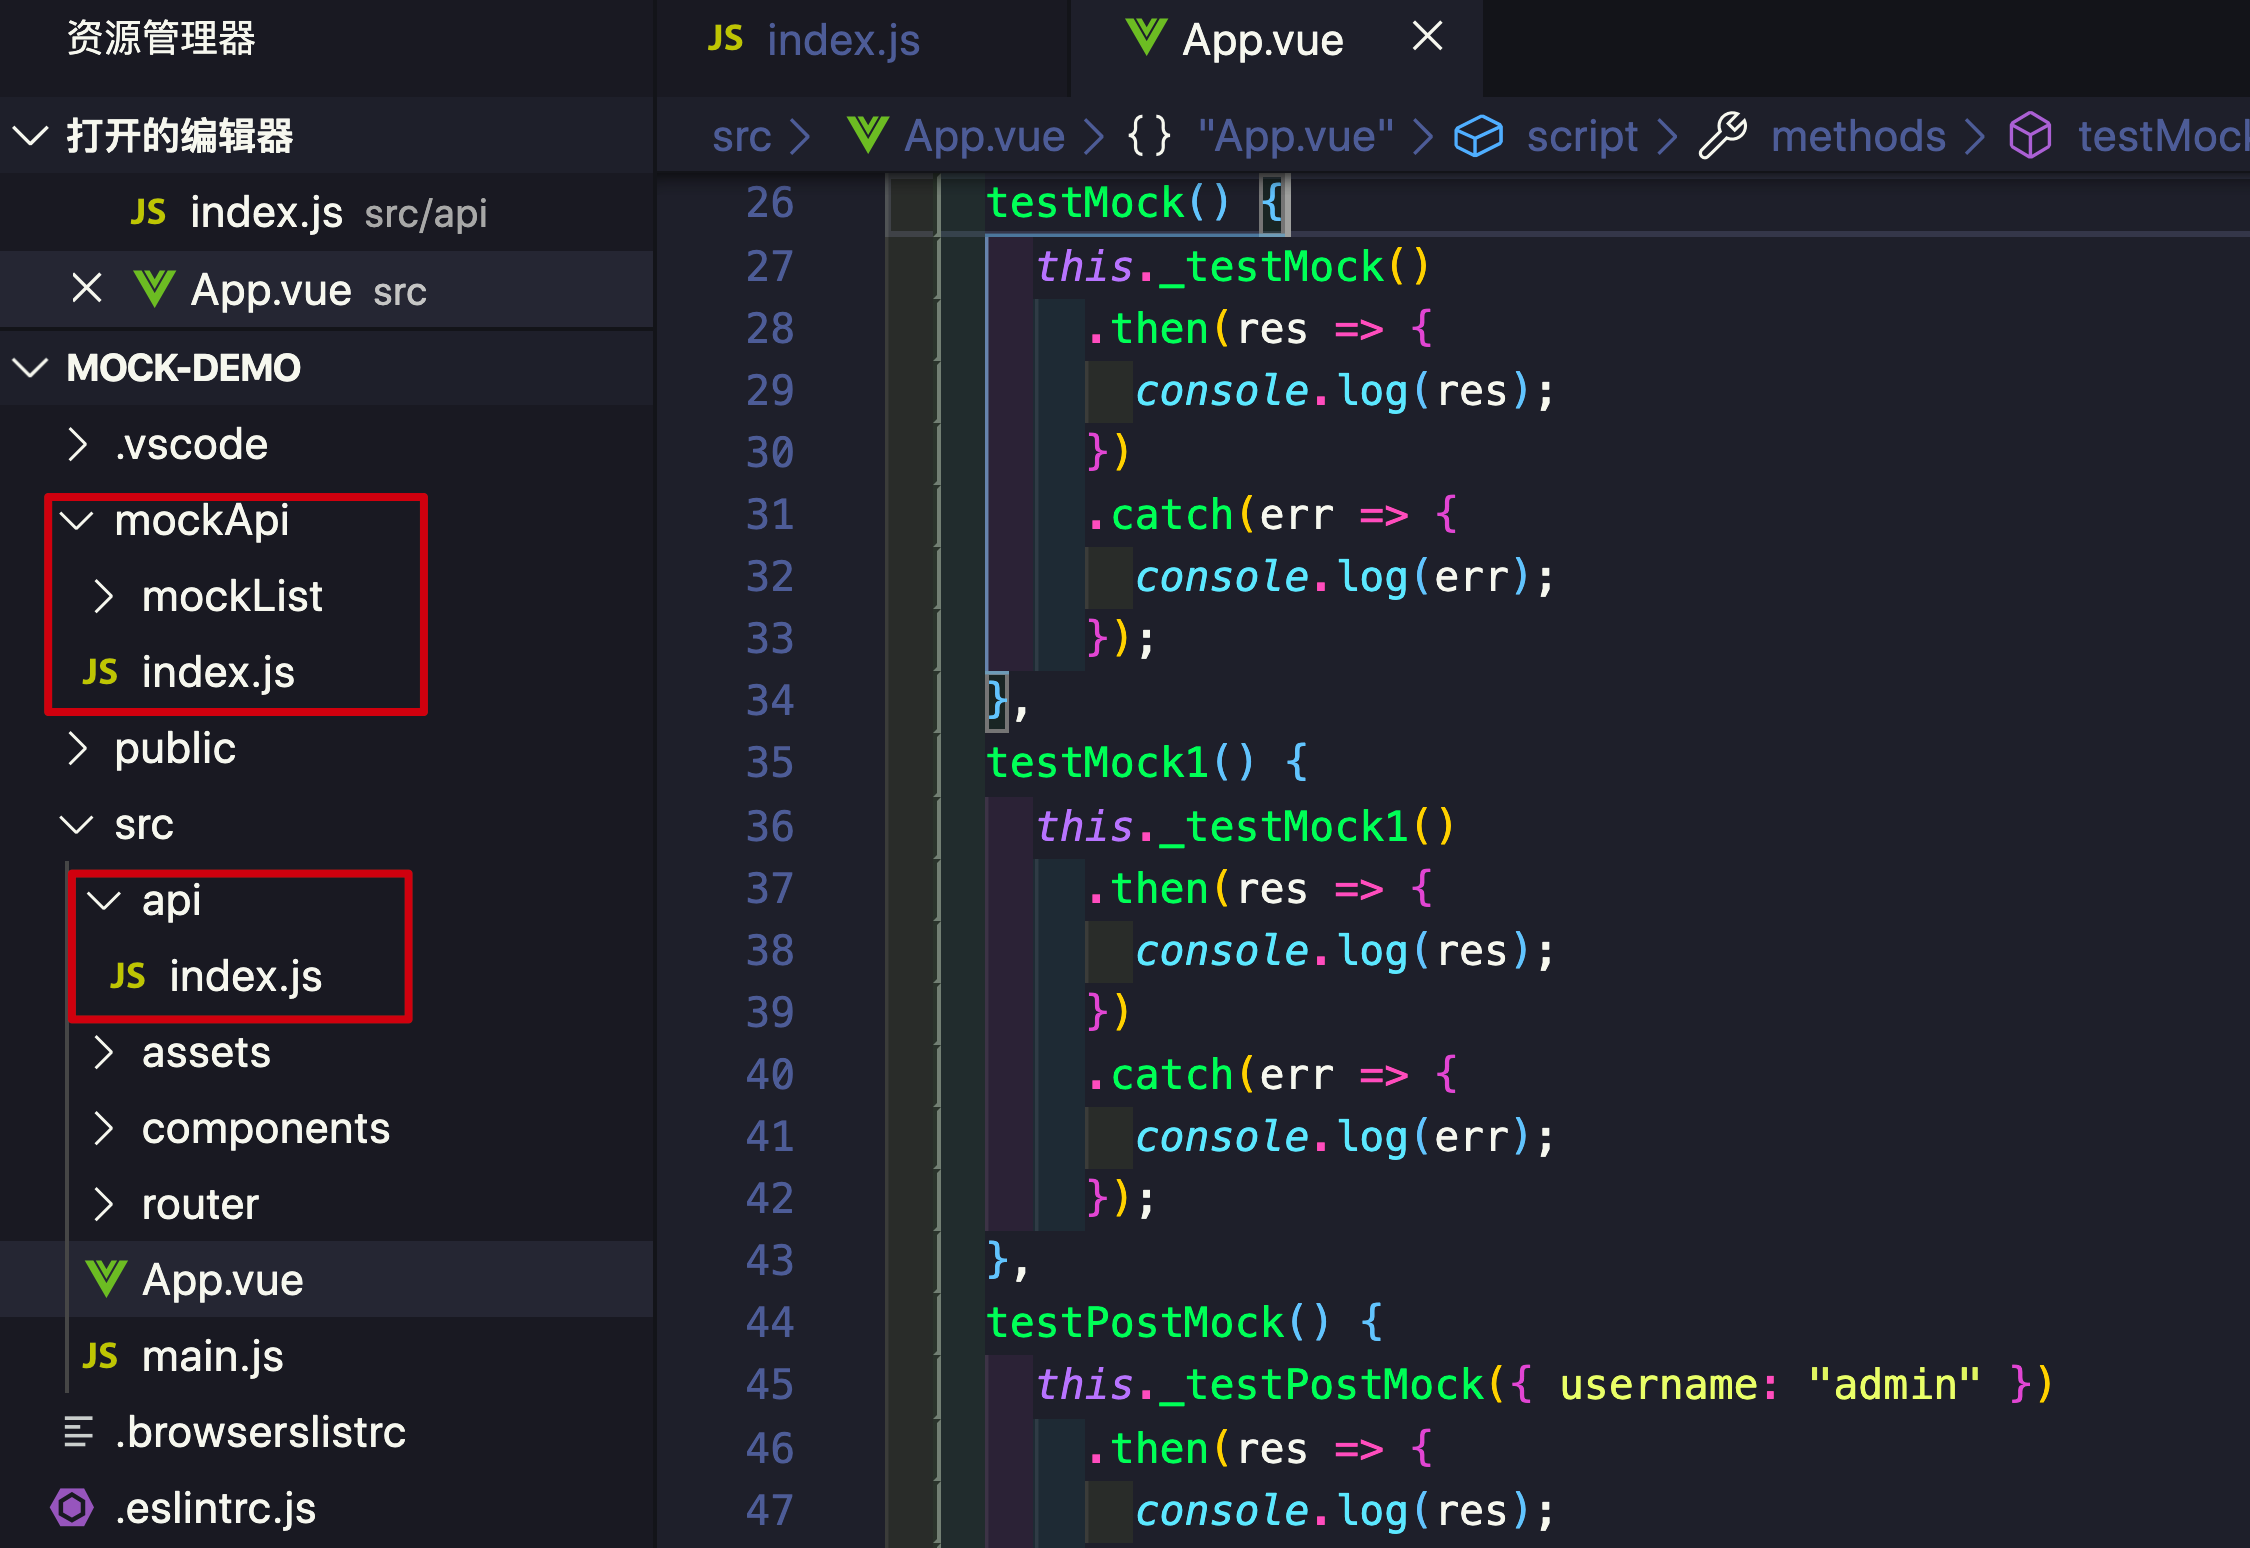 资源管理器
打开的编辑器
JS index.js src/api
App.vue src
MOCK-DEMO
.vscode
mockApi
mockList
JS index.js
public
src
api
JS index.js
assets
components
router
App.vue
JS main.js
.browserslistrc
.eslintrc.js
JS index.js
App.vue
src > App.vue > {} "App.vue" > script > methods > testMock
26 testMock() {
27 this._testMock()
28 .then(res => {
29 console.log(res);
30 })
31 .catch(err => {
32 console.log(err);
33 });
34 },
35 testMock1() {
36 this._testMock1()
37 .then(res => {
38 console.log(res);
39 })
40 .catch(err => {
41 console.log(err);
42 });
43 },
44 testPostMock() {
45 this._testPostMock({ username: "admin" })
46 .then(res => {
47 console.log(res);